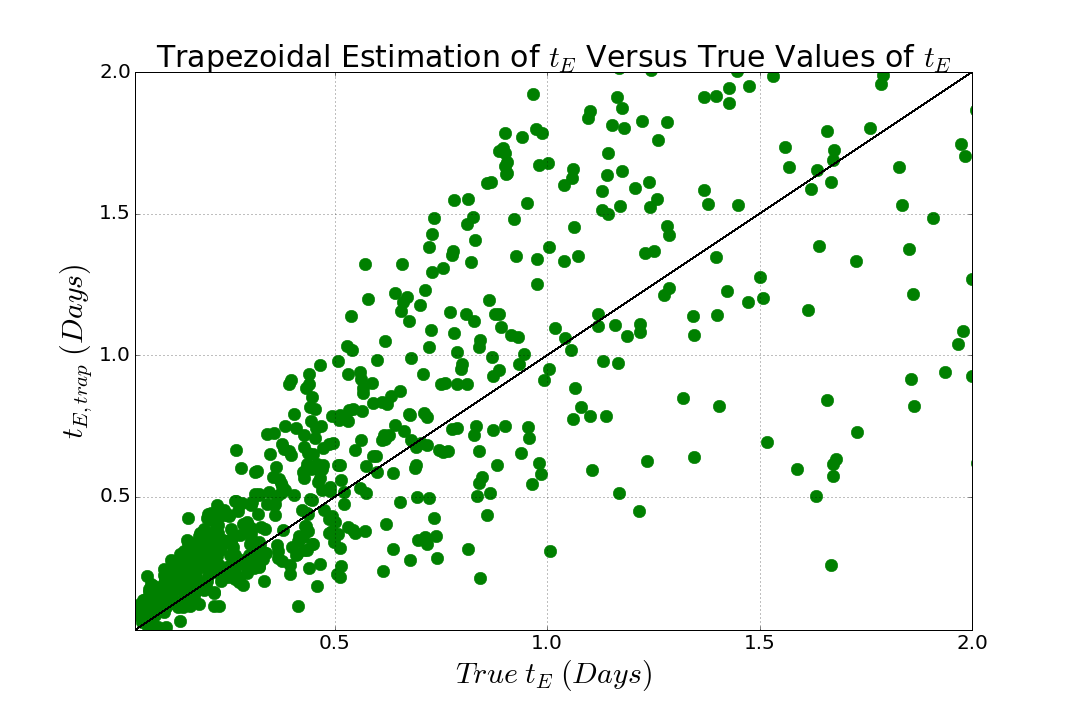 Trapezoidal Estimation of t_E Versus True Values of t_E
2.0
1.5
1.0
0.5
t_{E,trap} (Days)
0.5 1.0 1.5 2.0
True t_E (Days)